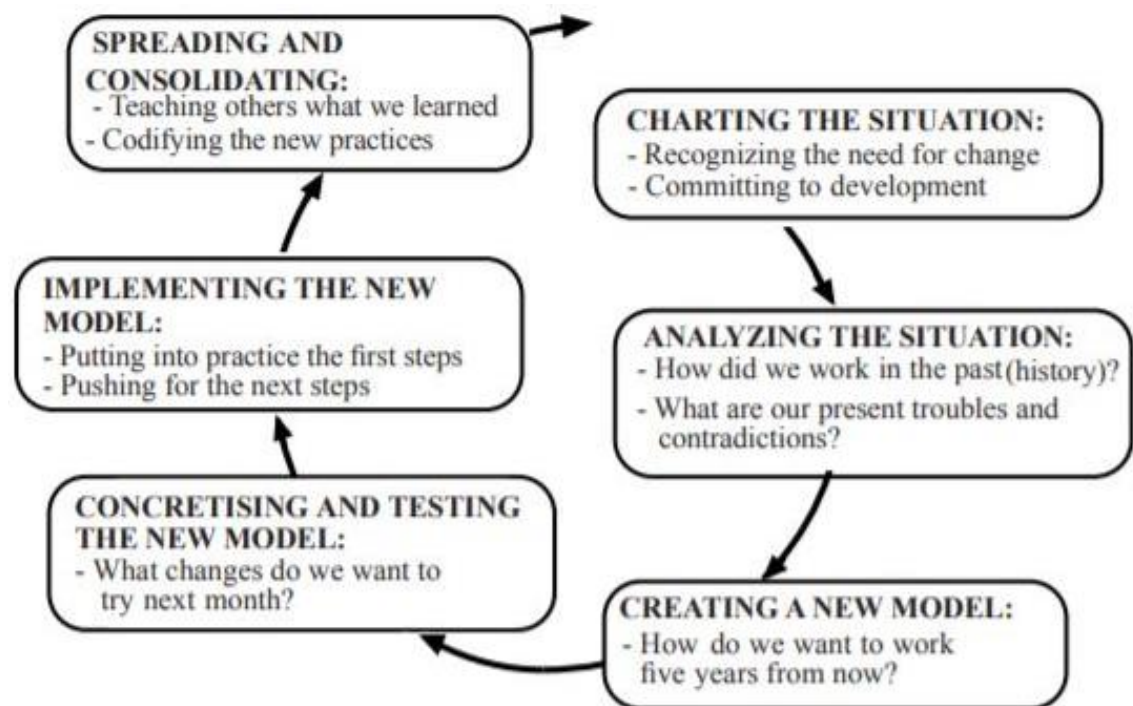 SPREADING AND
CONSOLIDATING:
- Teaching others what we learned
- Codifying the new practices
CHARTING THE SITUATION:
- Recognizing the need for change
- Committing to development
ANALYZING THE SITUATION:
- How did we work in the past (history)?
- What are our present troubles and
contradictions?
CREATING A NEW MODEL:
- How do we want to work
five years from now?
CONCRETISING AND TESTING
THE NEW MODEL:
- What changes do we want to
try next month?
IMPLEMENTING THE NEW
MODEL:
- Putting into practice the first steps
- Pushing for the next steps